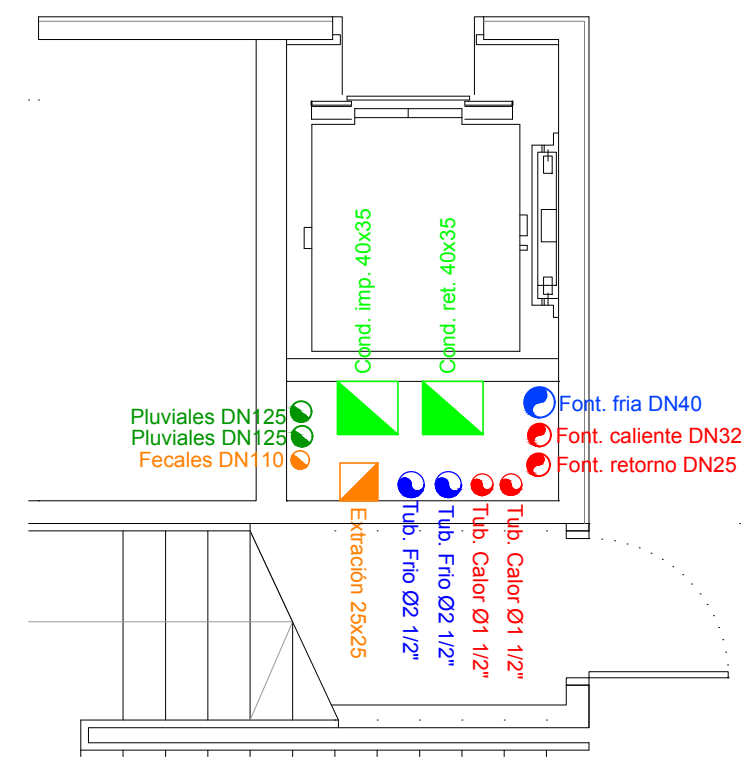 Cond. imp. 40x35
Cond. ret. 40x35
Pluviales DN125
Pluviales DN125
Fecales DN110
Font. fria DN40
Font. caliente DN32
Font. retorno DN25
Extración 25x25
Tub. Frio Ø2 1/2"
Tub. Frio Ø2 1/2"
Tub. Calor Ø1 1/2"
Tub. Calor Ø1 1/2"